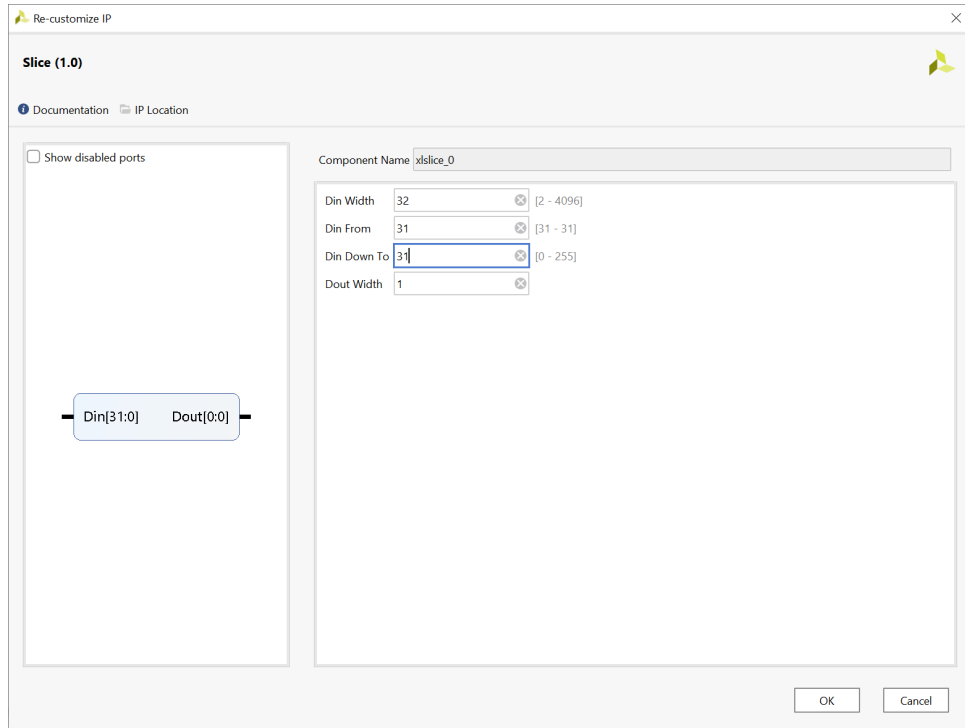 Re-customize IP
Slice (1.0)
Documentation IP Location
Show disabled ports
Din[31:0] Dout[0:0]
Component Name xlslice_0
Din Width 32 [2 - 4096]
Din From 31 [31 - 31]
Din Down To 31 [0 - 255]
Dout Width 1
OK Cancel